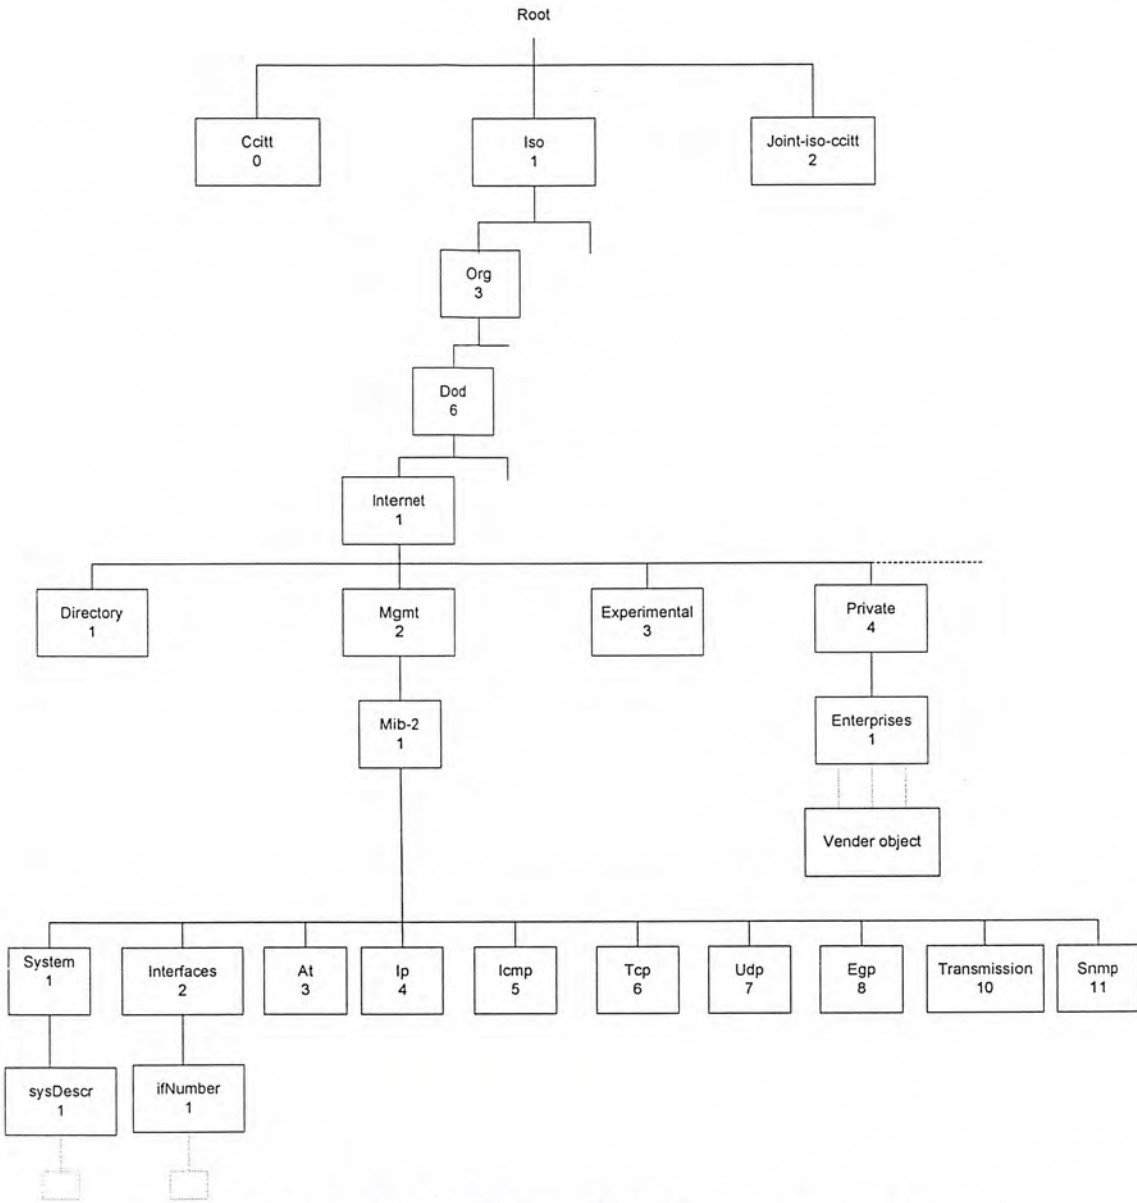 Root
Ccitt
0
Iso
1
Joint-iso-ccitt
2
Org
3
Dod
6
Internet
1
Directory
1
Mgmt
2
Experimental
3
Private
4
Mib-2
1
Enterprises
1
Vender object
System
1
Interfaces
2
At
3
Ip
4
Icmp
5
Tcp
6
Udp
7
Egp
8
Transmission
10
Snmp
11
sysDescr
1
ifNumber
1